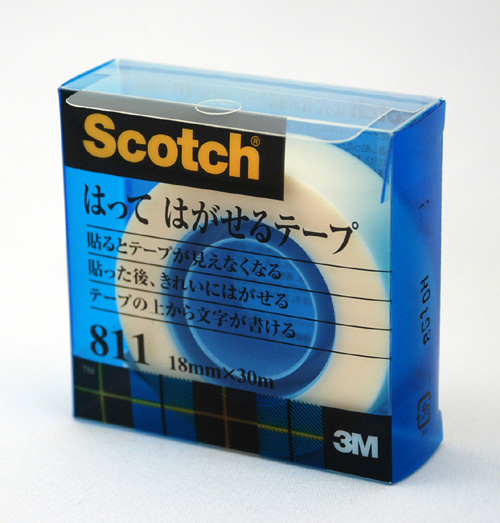 Scotch®
はって はがせるテープ
貼るとテープが見えなくなる
貼った後、きれいにはがせる
テープの上から文字が書ける
811 18mm×30m
TM
3M